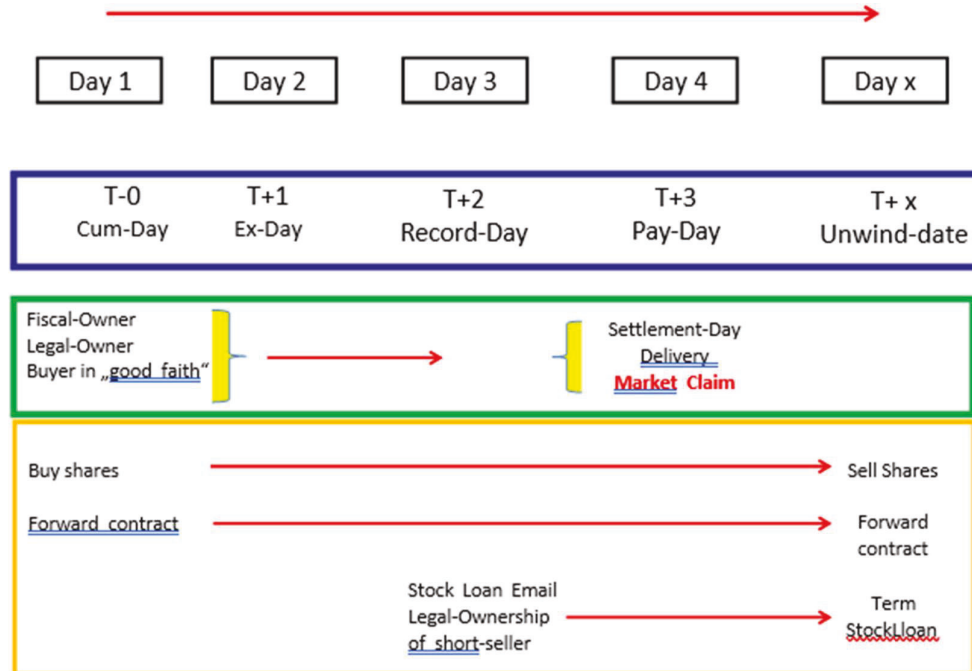 Day 1
Day 2
Day 3
Day 4
Day x
T-0
T+1
T+2
T+3
T+ x
Cum-Day
Ex-Day
Record-Day
Pay-Day
Unwind-date
Fiscal-Owner
Legal-Owner
Buyer in „good faith“
Settlement-Day
Delivery
Market Claim
Buy shares
Sell Shares
Forward contract
Forward
contract
Stock Loan Email
Legal-Ownership
of short-seller
Term
StockLloan